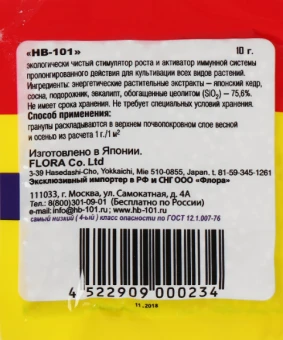 «НВ-101»
10 г.
экологически чистый стимулятор роста и активатор иммунной системы
пролонгированного действия для культивации всех видов растений.
Ингредиенты: энергетические растительные экстракты — японский кедр,
сосна, подорожник, эвкалипт, обогащенные цеолитом (SiO₂) – 75,6%.
Не имеет срока хранения. Не требует специальных условий хранения.
Способ применения:
гранулы раскладываются в верхнем почвопокровном слое весной
и осенью из расчета 1 г./1 м²
Изготовлено в Японии.
FLORA Co. Ltd
3-39 Hasedashi-Cho, Yokkaichi, Mie 510-0855, Japan. t. 81-59-345-1261
Эксклюзивный импортер в РФ и СНГ ООО «Флора»
111033, г. Москва, ул. Самокатная, д. 4А
Тел.: 8(800)301-09-01 (Бесплатно по России)
e-mail: info@hb-101.ru / www.hb-101.ru
самый низкий ( 4-ый ) класс опасности по ГОСТ 12.1.007-76
4 522909 000234
11.2018